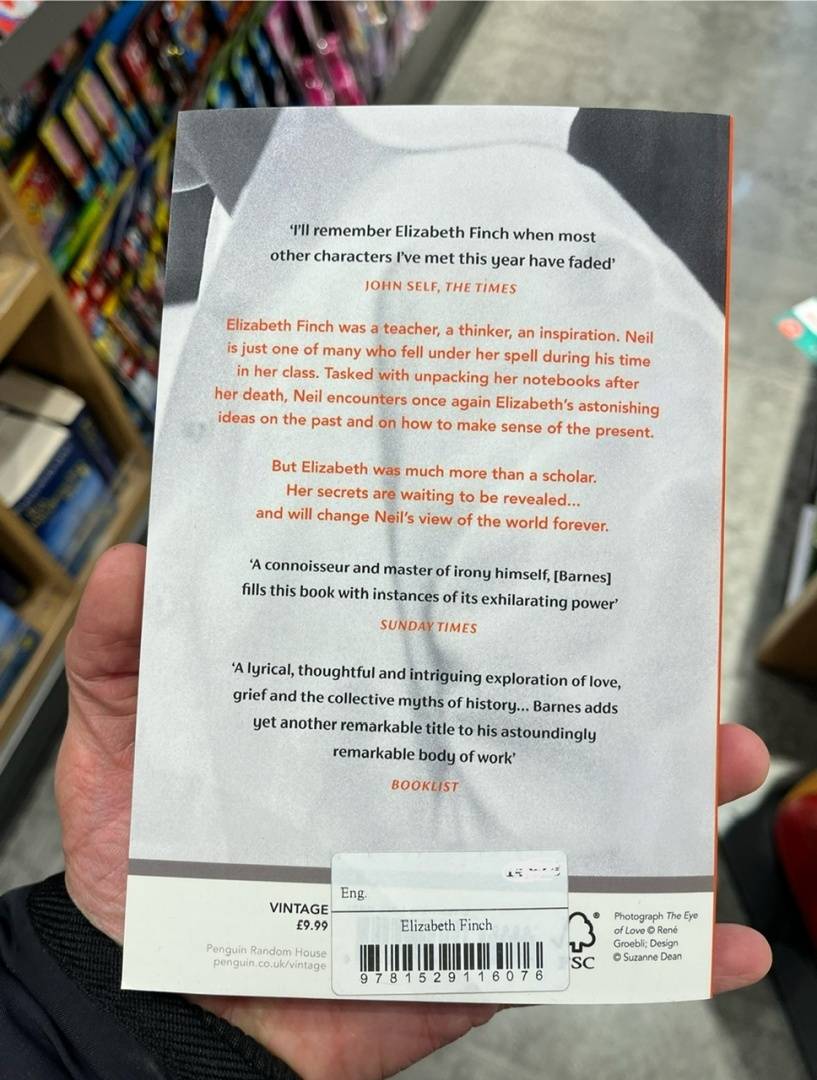 'I'll remember Elizabeth Finch when most
other characters I've met this year have faded'
JOHN SELF, THE TIMES
Elizabeth Finch was a teacher, a thinker, an inspiration. Neil
is just one of many who fell under her spell during his time
in her class. Tasked with unpacking her notebooks after
her death, Neil encounters once again Elizabeth's astonishing
ideas on the past and on how to make sense of the present.
But Elizabeth was much more than a scholar.
Her secrets are waiting to be revealed...
and will change Neil's view of the world forever.
'A connoisseur and master of irony himself, [Barnes]
fills this book with instances of its exhilarating power'
SUNDAY TIMES
'A lyrical, thoughtful and intriguing exploration of love,
grief and the collective myths of history... Barnes adds
yet another remarkable title to his astoundingly
remarkable body of work'
BOOKLIST
VINTAGE
£9.99
Penguin Random House
penguin.co.uk/vintage
Eng.
Elizabeth Finch
9781529116076
SC
Photograph The Eye
of Love © René
Groebli; Design
© Suzanne Dean